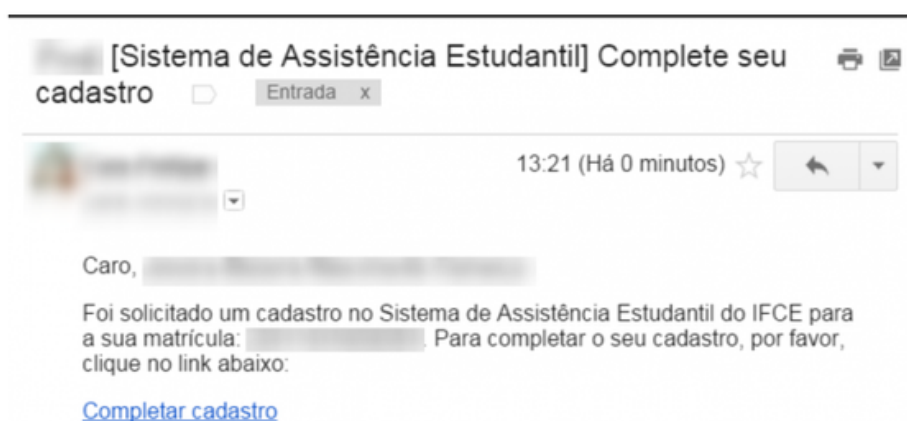 [Sistema de Assistência Estudantil] Complete seu
cadastro Entrada x
13:21 (Há 0 minutos)
Caro,
Foi solicitado um cadastro no Sistema de Assistência Estudantil do IFCE para
a sua matrícula: . Para completar o seu cadastro, por favor,
clique no link abaixo:
Completar cadastro